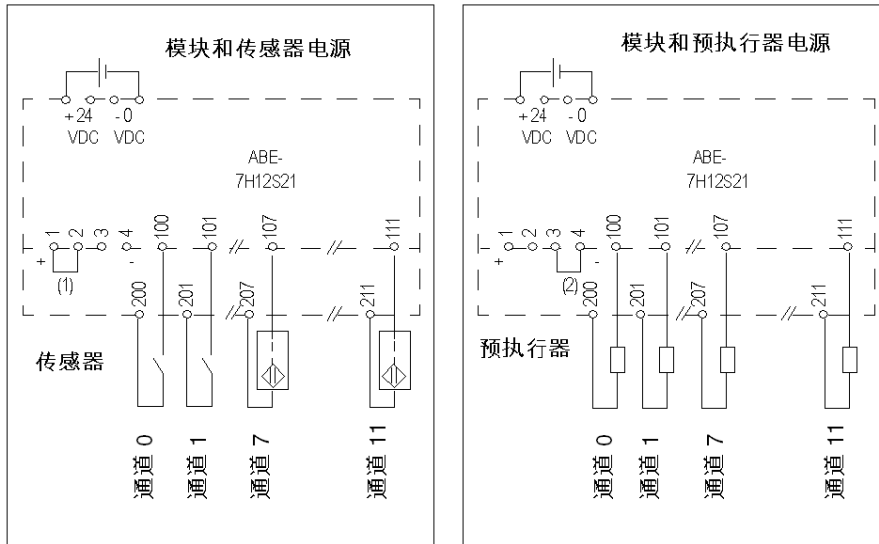 模块和传感器电源
+24 -0
VDC VDC
ABE-
7H12S21
1 2 3 4 100 101 107 111
+ -
(1)
200 201 207 211
传感器
通道 0 通道 1 通道 7 通道 11
模块和预执行器电源
+24 -0
VDC VDC
ABE-
7H12S21
1 2 3 4 100 101 107 111
+ -
(2)
200 201 207 211
预执行器
通道 0 通道 1 通道 7 通道 11